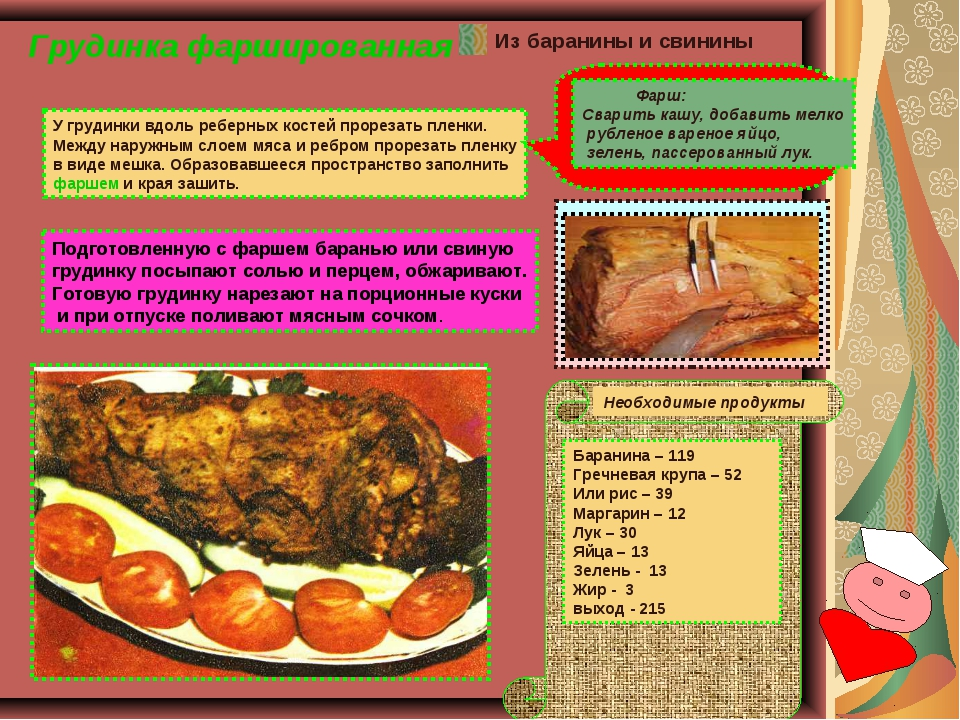 Грудинка фаршированная
Из баранины и свинины
Фарш:
Сварить кашу, добавить мелко
рубленое вареное яйцо,
зелень, пассерованный лук.
У грудинки вдоль реберных костей прорезать пленки.
Между наружным слоем мяса и ребром прорезать пленку
в виде мешка. Образовавшееся пространство заполнить
фаршем и края зашить.
Подготовленную с фаршем баранью или свиную
грудинку посыпают солью и перцем, обжаривают.
Готовую грудинку нарезают на порционные куски
и при отпуске поливают мясным сочком.
Необходимые продукты
Баранина – 119
Гречневая крупа – 52
Или рис – 39
Маргарин – 12
Лук – 30
Яйца – 13
Зелень - 13
Жир - 3
выход - 215